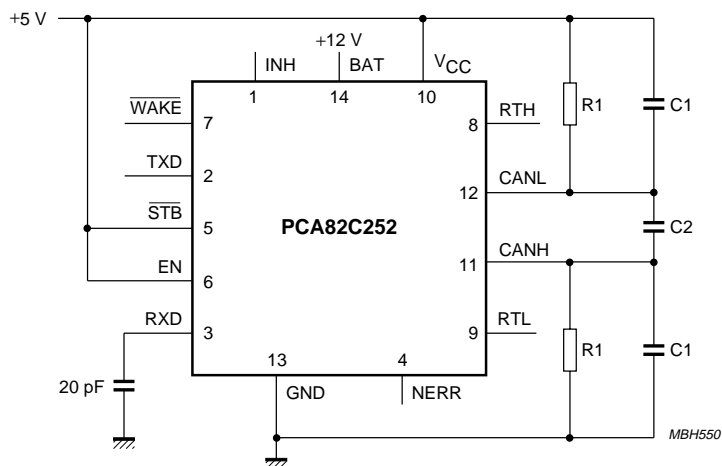 +5 V
+12 V
INH
BAT
VCC
1
14
10
WAKE
7
8
RTH
R1
C1
TXD
2
12
CANL
STB
5
PCA82C252
C2
11
CANH
EN
6
RXD
3
9
RTL
R1
C1
13
4
20 pF
GND
NERR
MBH550